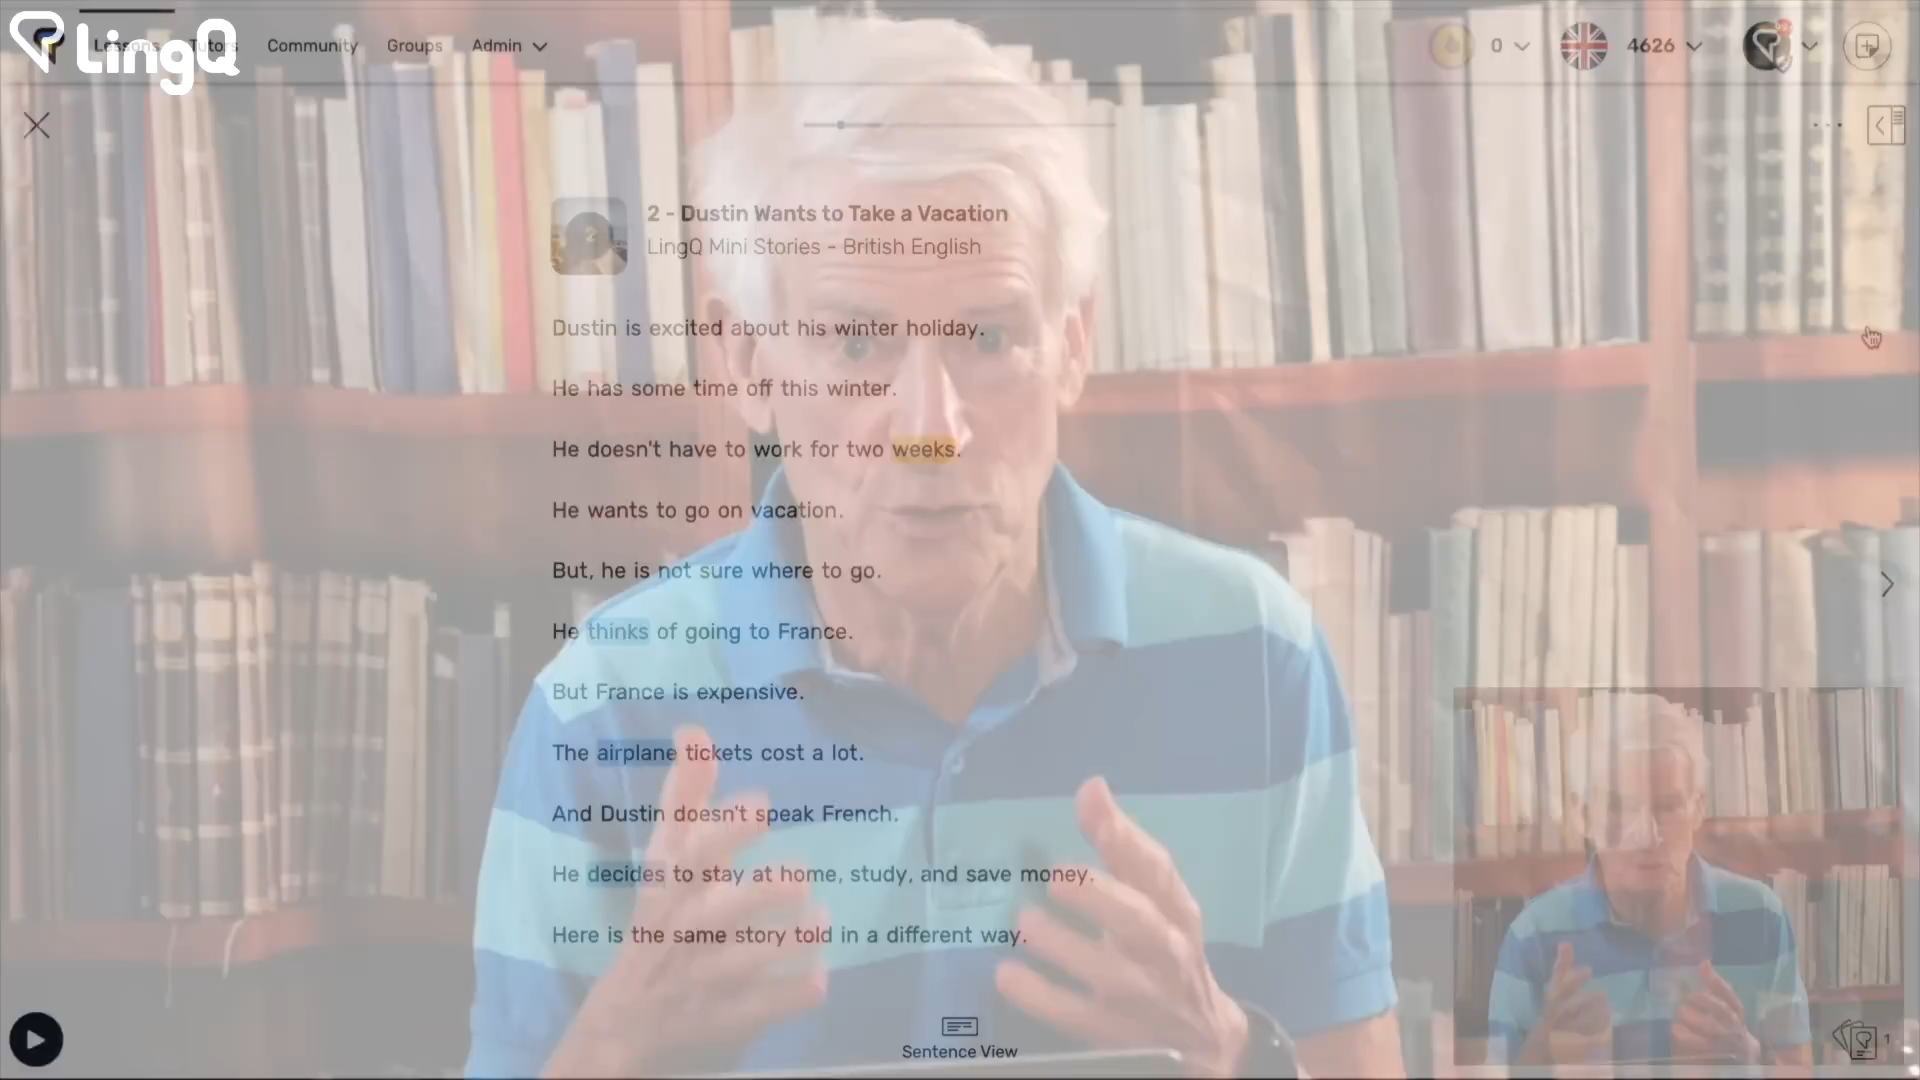 LingQ
Lessons Tutors Community Groups Admin
0 4626
2 - Dustin Wants to Take a Vacation
LingQ Mini Stories - British English
Dustin is excited about his winter holiday.
He has some time off this winter.
He doesn't have to work for two weeks.
He wants to go on vacation.
But, he is not sure where to go.
He thinks of going to France.
But France is expensive.
The airplane tickets cost a lot.
And Dustin doesn't speak French.
He decides to stay at home, study, and save money.
Here is the same story told in a different way.
Sentence View
1